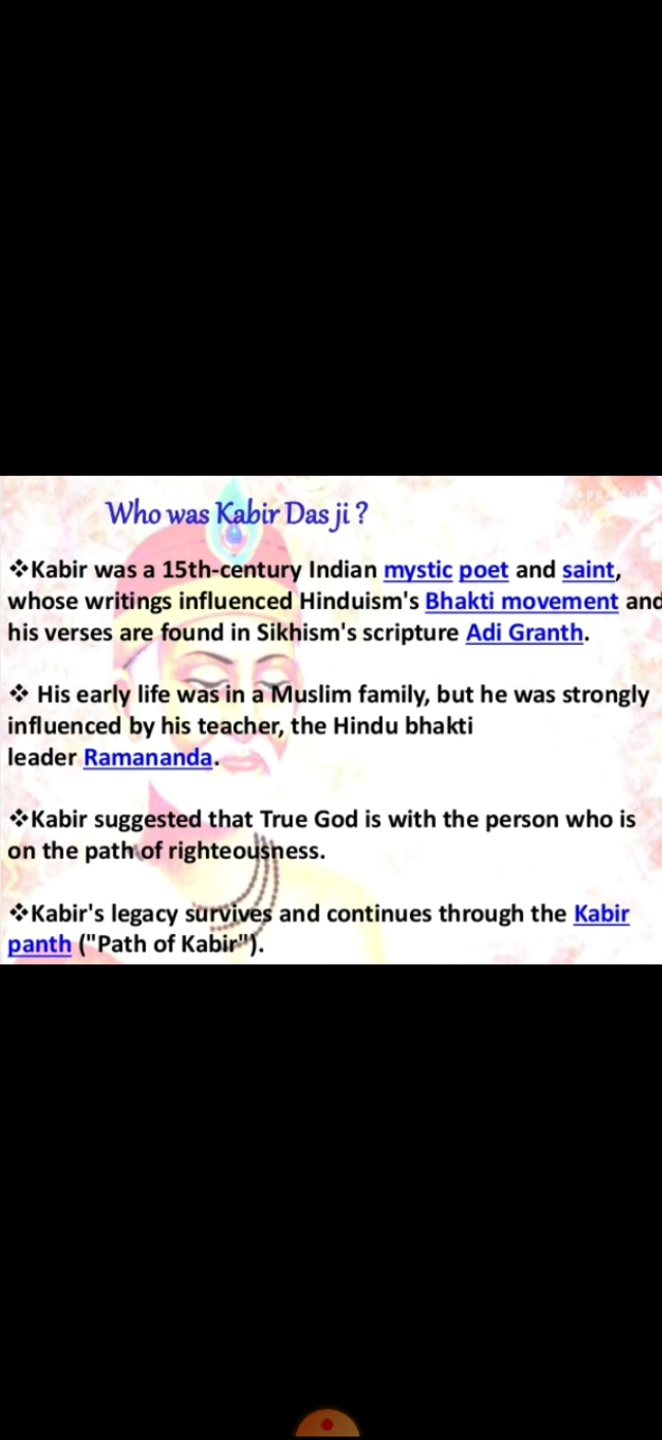 Who was Kabir Das ji ?
❖Kabir was a 15th-century Indian mystic poet and saint,
whose writings influenced Hinduism's Bhakti movement and
his verses are found in Sikhism's scripture Adi Granth.
❖ His early life was in a Muslim family, but he was strongly
influenced by his teacher, the Hindu bhakti
leader Ramananda.
❖Kabir suggested that True God is with the person who is
on the path of righteousness.
❖Kabir's legacy survives and continues through the Kabir
panth ("Path of Kabir").